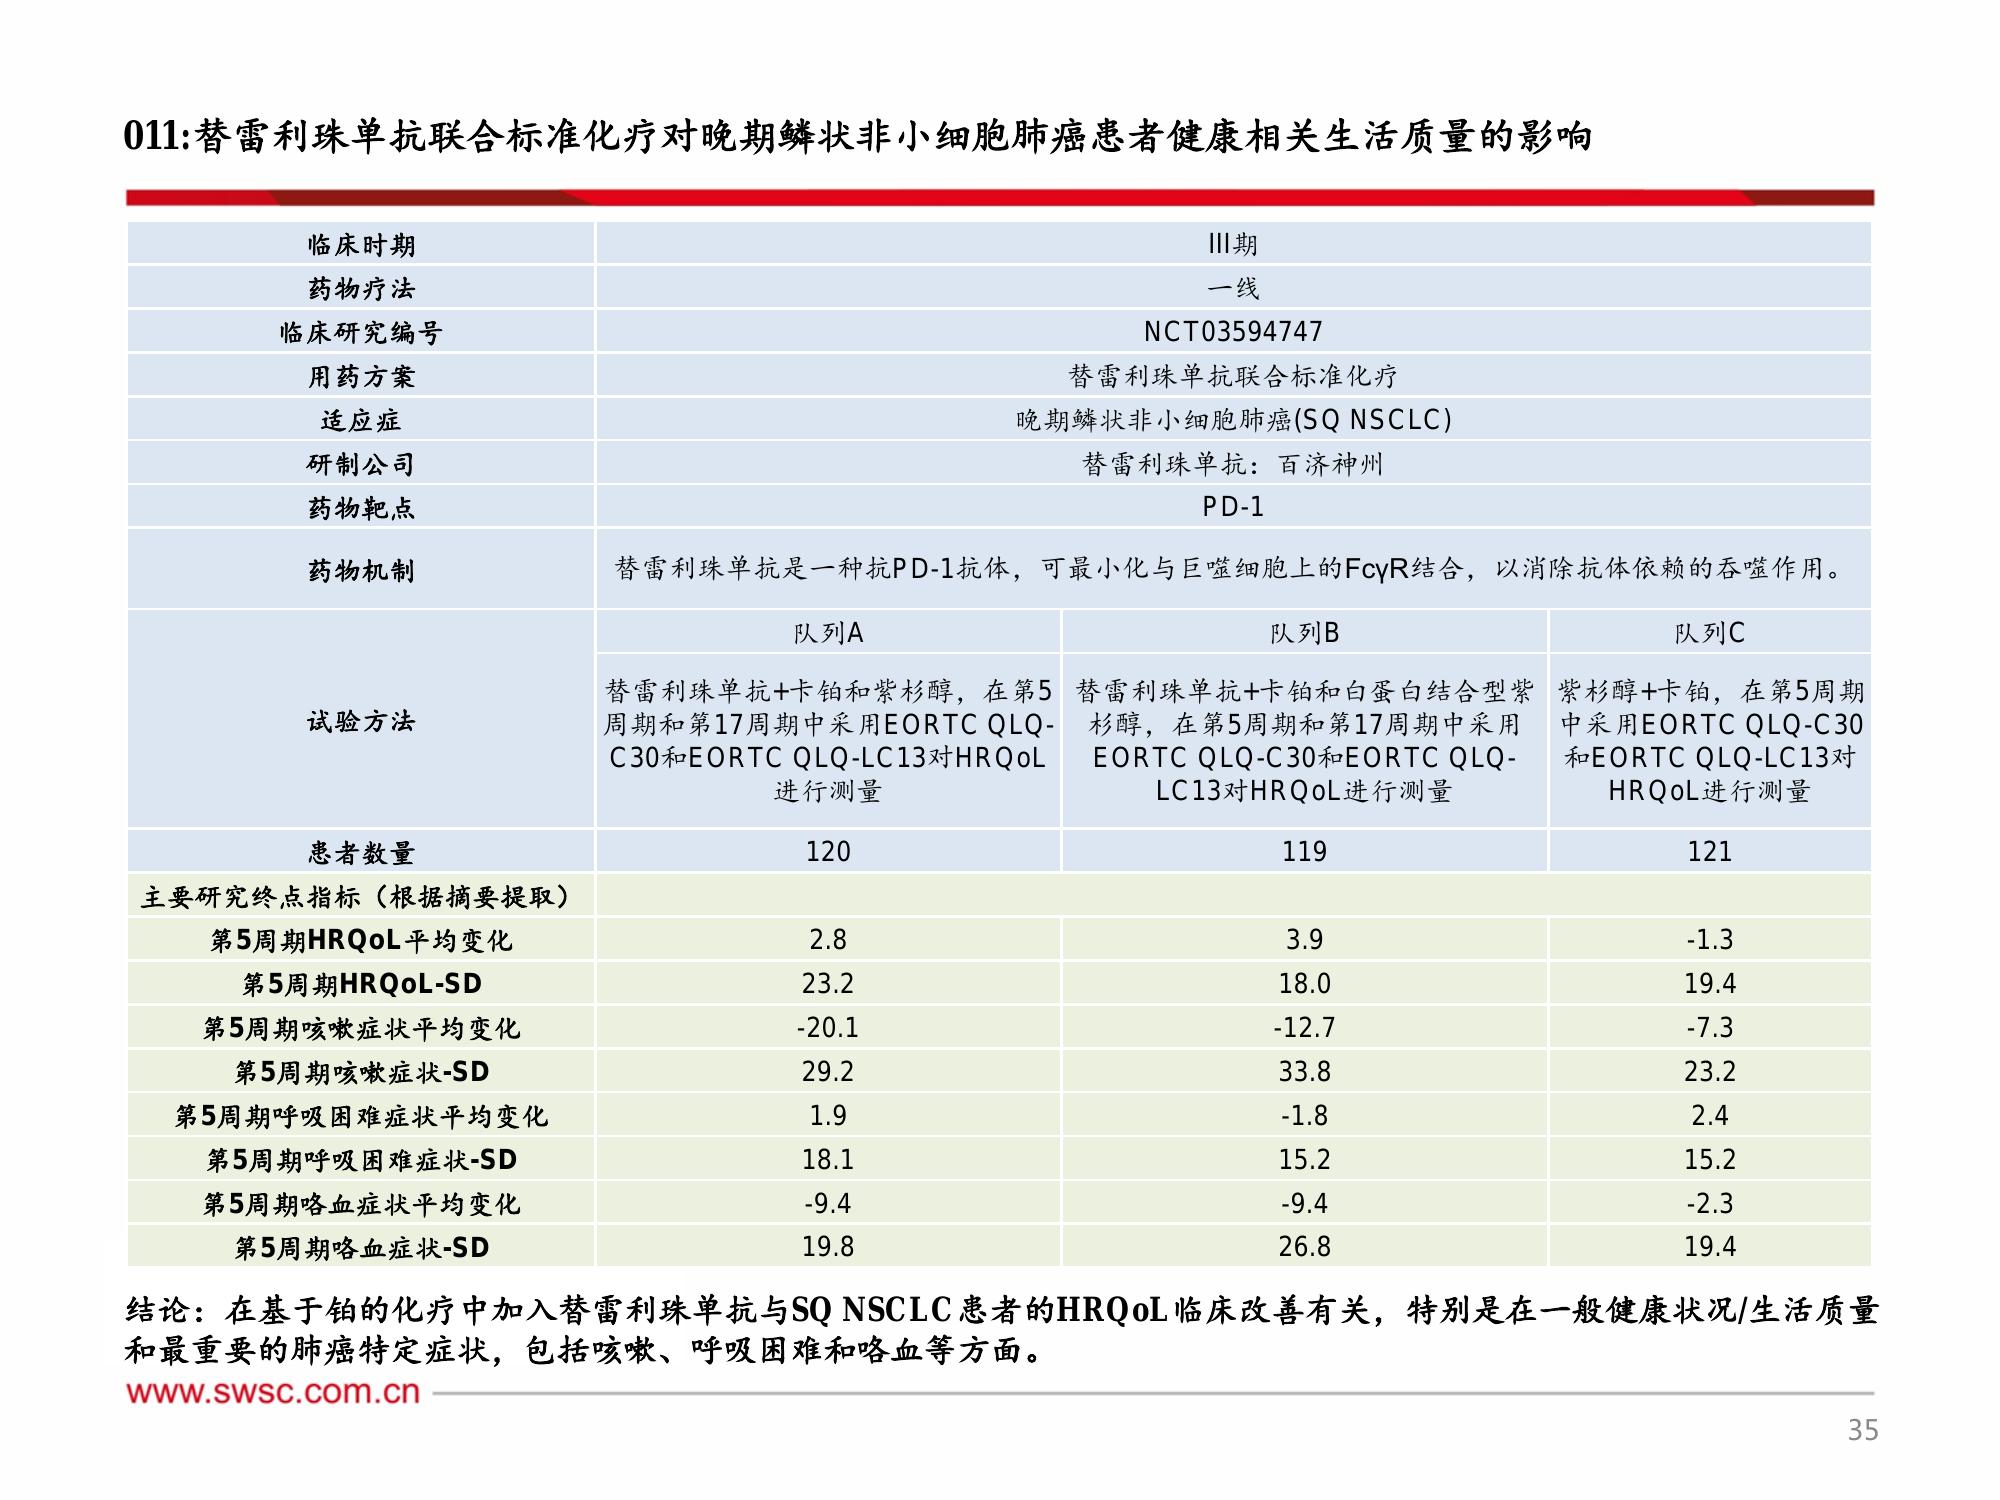 011:替雷利珠单抗联合标准化疗对晚期鳞状非小细胞肺癌患者健康相关生活质量的影响
临床时期 III期
药物疗法 一线
临床研究编号 NCT03594747
用药方案 替雷利珠单抗联合标准化疗
适应症 晚期鳞状非小细胞肺癌(SQ NSCLC)
研制公司 替雷利珠单抗：百济神州
药物靶点 PD-1
药物机制 替雷利珠单抗是一种抗PD-1抗体，可最小化与巨噬细胞上的FcγR结合，以消除抗体依赖的吞噬作用。
试验方法
队列A 队列B 队列C
替雷利珠单抗+卡铂和紫杉醇，在第5
周期和第17周期中采用EORTC QLQ-
C30和EORTC QLQ-LC13对HRQoL
进行测量
替雷利珠单抗+卡铂和白蛋白结合型紫
杉醇，在第5周期和第17周期中采用
EORTC QLQ-C30和EORTC QLQ-
LC13对HRQoL进行测量
紫杉醇+卡铂，在第5周期
中采用EORTC QLQ-C30
和EORTC QLQ-LC13对
HRQoL进行测量
患者数量 120 119 121
主要研究终点指标（根据摘要提取）
第5周期HRQoL平均变化 2.8 3.9 -1.3
第5周期HRQoL-SD 23.2 18.0 19.4
第5周期咳嗽症状平均变化 -20.1 -12.7 -7.3
第5周期咳嗽症状-SD 29.2 33.8 23.2
第5周期呼吸困难症状平均变化 1.9 -1.8 2.4
第5周期呼吸困难症状-SD 18.1 15.2 15.2
第5周期咯血症状平均变化 -9.4 -9.4 -2.3
第5周期咯血症状-SD 19.8 26.8 19.4
结论：在基于铂的化疗中加入替雷利珠单抗与SQ NSCLC患者的HRQoL临床改善有关，特别是在一般健康状况/生活质量
和最重要的肺癌特定症状，包括咳嗽、呼吸困难和咯血等方面。
www.swsc.com.cn
35